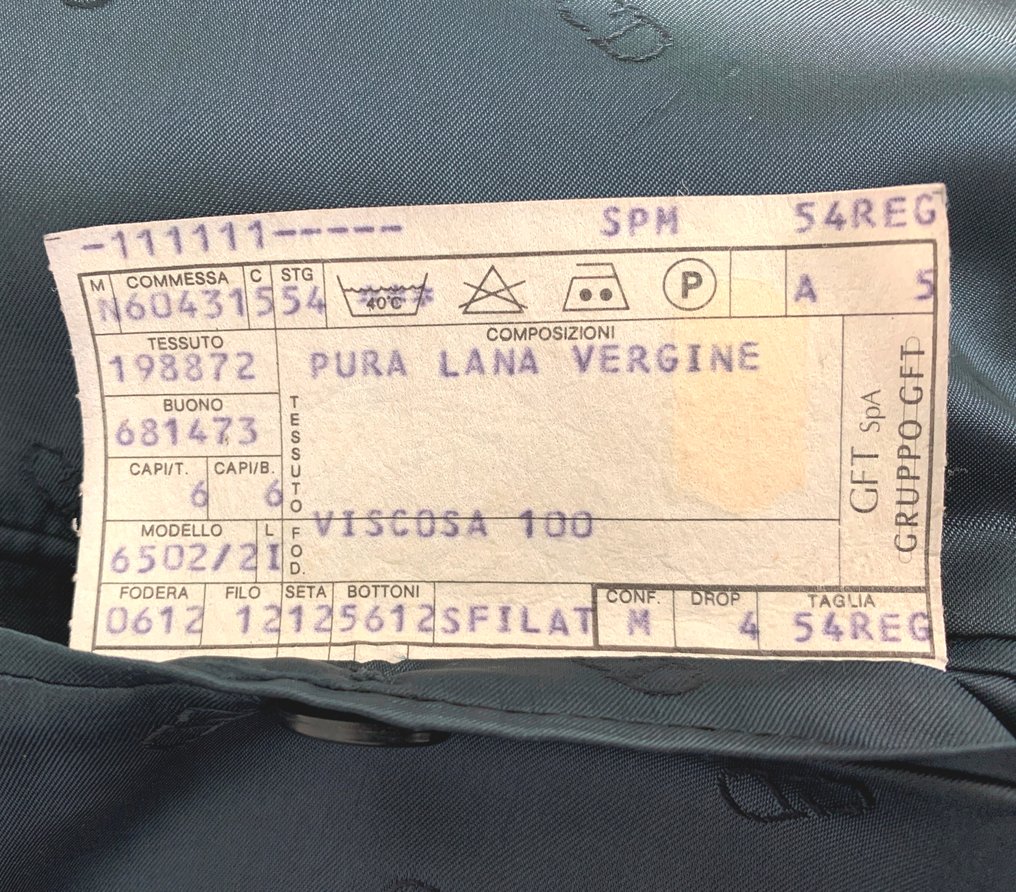 -111111----- SPM 54REG
M COMMESSA C STG
N604315 54 40°C *** P A 5
TESSUTO COMPOSIZIONI
198872 PURA LANA VERGINE
BUONO
681473
CAPI/T. CAPI/B. TESSUTO
6 6
MODELLO L FOD. VISCOSA 100
6502/2 I
FODERA FILO SETA BOTTONI CONF. DROP TAGLIA
0612 12 12 5612 SFILAT M 4 54REG
GFT SpA
GRUPPO GFT